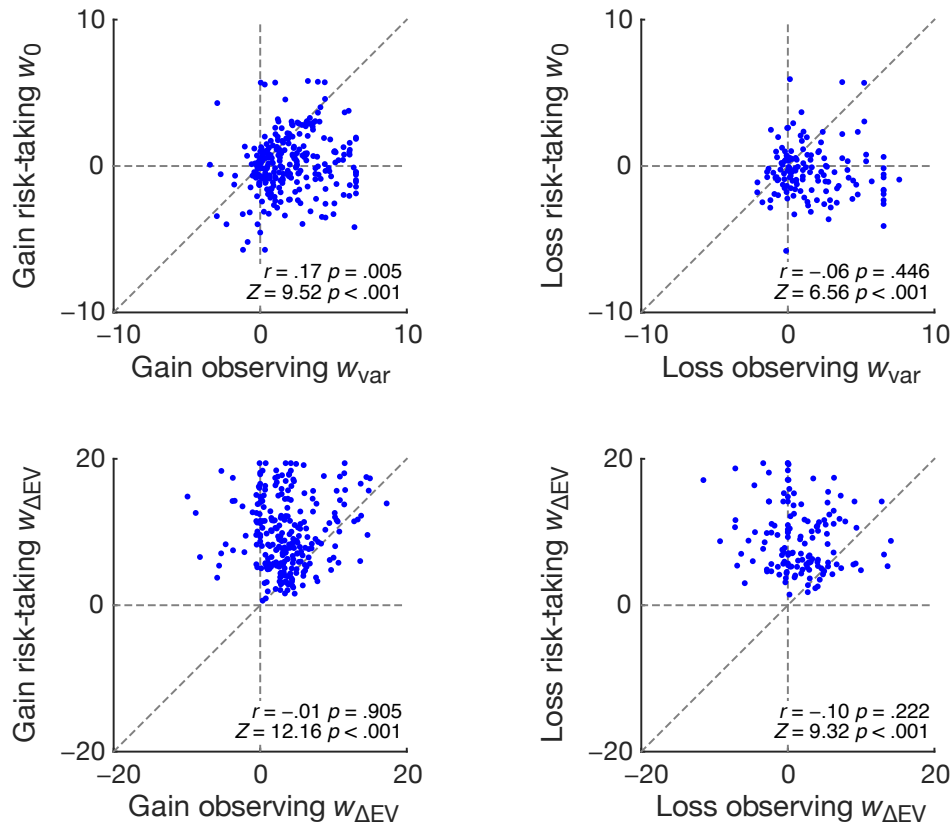 10
0
−10
−10
0
10
Gain risk-taking w0
Gain observing wvar
r = .17 p = .005
Z = 9.52 p < .001
10
0
−10
−10
0
10
Loss risk-taking w0
Loss observing wvar
r = −.06 p = .446
Z = 6.56 p < .001
20
0
−20
−20
0
20
Gain risk-taking wΔEV
Gain observing wΔEV
r = −.01 p = .905
Z = 12.16 p < .001
20
0
−20
−20
0
20
Loss risk-taking wΔEV
Loss observing wΔEV
r = −.10 p = .222
Z = 9.32 p < .001